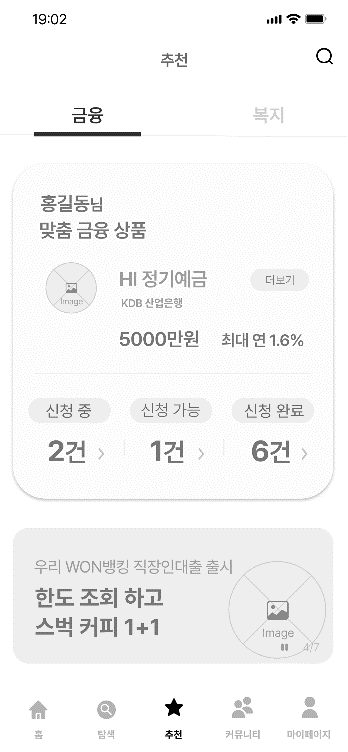 19:02
추천
금융
복지
홍길동님
맞춤 금융 상품
HI 정기예금
더보기
Image
KDB 산업은행
5000만원
최대 연 1.6%
신청 중
신청 가능
신청 완료
2건
1건
6건
우리 WON뱅킹 직장인대출 출시
한도 조회 하고
스벅 커피 1+1
Image
4/7
홈
탐색
추천
커뮤니티
마이페이지